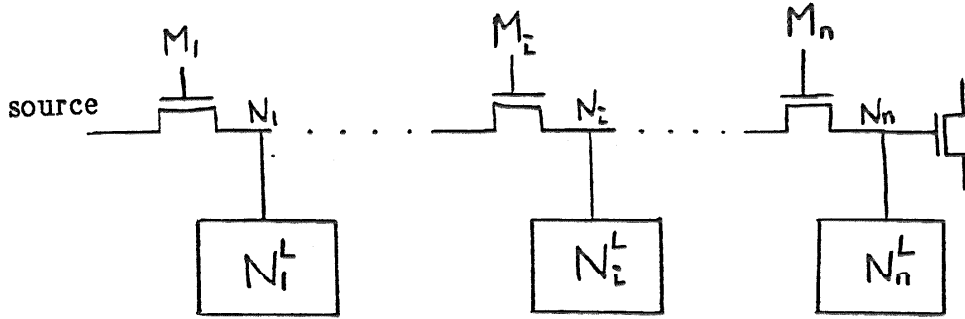 M₁ Mᵢ Mₙ
source N₁ Nᵢ Nₙ
N₁ᴸ Nᵢᴸ Nₙᴸ